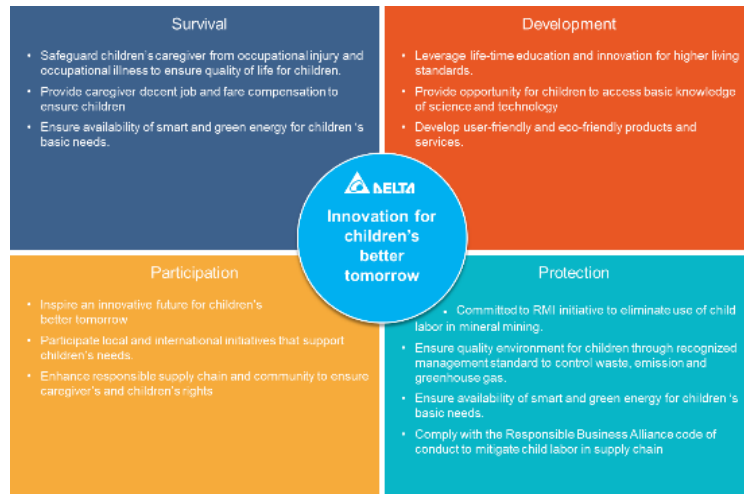 Survival
• Safeguard children's caregiver from occupational injury and
occupational illness to ensure quality of life for children.
• Provide caregiver decent job and fare compensation to
ensure children
• Ensure availability of smart and green energy for children 's
basic needs.
Development
• Leverage life-time education and innovation for higher living
standards.
• Provide opportunity for children to access basic knowledge
of science and technology
• Develop user-friendly and eco-friendly products and
services.
DELTA
Innovation for
children's
better
tomorrow
Participation
• Inspire an innovative future for children's
better tomorrow
• Participate local and international initiatives that support
children's needs.
• Enhance responsible supply chain and community to ensure
caregiver's and children's rights
Protection
• Committed to RMI initiative to eliminate use of child
labor in mineral mining.
• Ensure quality environment for children through recognized
management standard to control waste, emission and
greenhouse gas.
• Ensure availability of smart and green energy for children 's
basic needs.
• Comply with the Responsible Business Alliance code of
conduct to mitigate child labor in supply chain